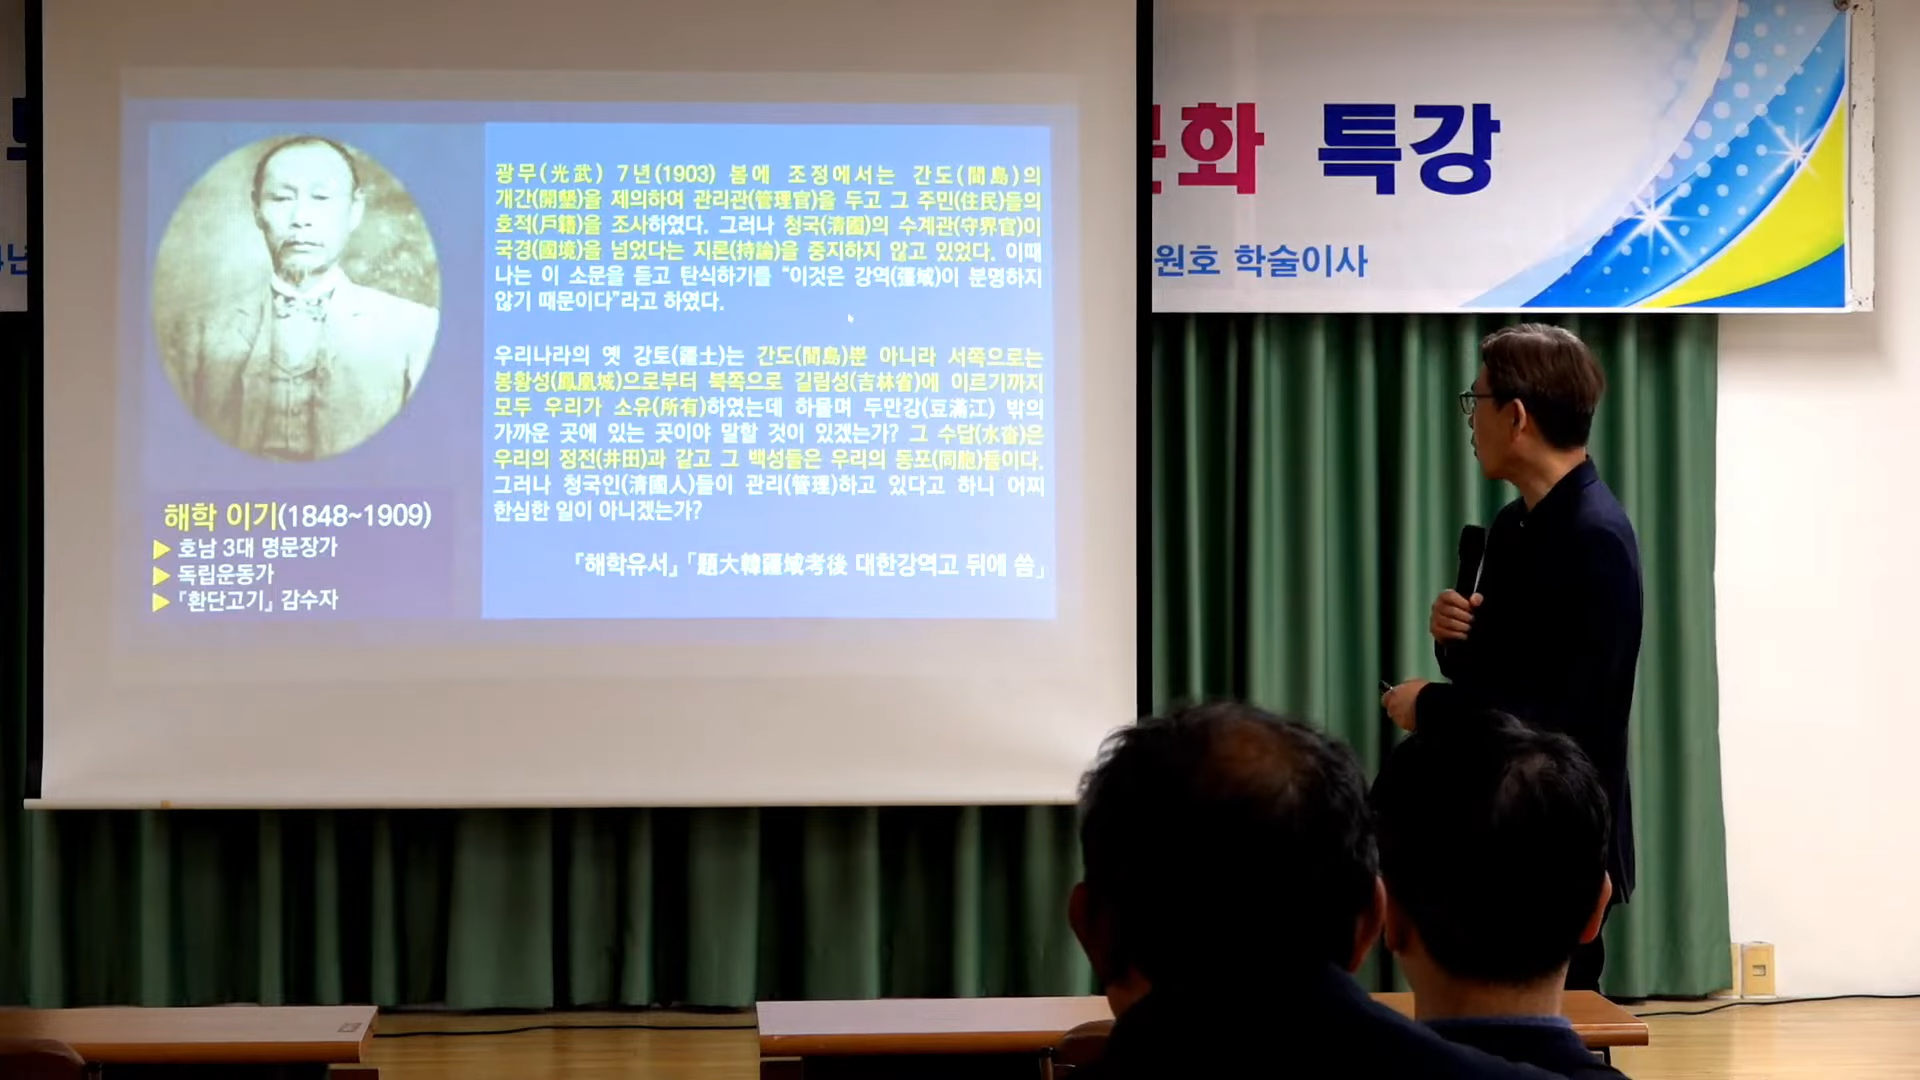 광무(光武) 7년(1903) 봄에 조정에서는 간도(間島)의
개간(開墾)을 제의하여 관리관(管理官)을 두고 그 주민(住民)들의
호적(戶籍)을 조사하였다. 그러나 청국(清國)의 수계관(守界官)이
국경(國境)을 넘었다는 지론(持論)을 중지하지 않고 있었다. 이때
나는 이 소문을 듣고 탄식하기를 "이것은 강역(彊域)이 분명하지
않기 때문이다"라고 하였다.
우리나라의 옛 강토(疆土)는 간도(間島)뿐 아니라 서쪽으로는
봉황성(鳳凰城)으로부터 북쪽으로 길림성(吉林省)에 이르기까지
모두 우리가 소유(所有)하였는데 하물며 두만강(豆滿江) 밖의
가까운 곳에 있는 곳이야 말할 것이 있겠는가? 그 수답(水畓)은
우리의 정전(井田)과 같고 그 백성들은 우리의 동포(同胞)들이다.
그러나 청국인(清國人)들이 관리(管理)하고 있다고 하니 어찌
한심한 일이 아니겠는가?
『해학유서』「題大韓疆域考後 대한강역고 뒤에 씀」
해학 이기(1848~1909)
▶ 호남 3대 명문장가
▶ 독립운동가
▶ 『환단고기』 감수자
화 특강
원호 학술이사